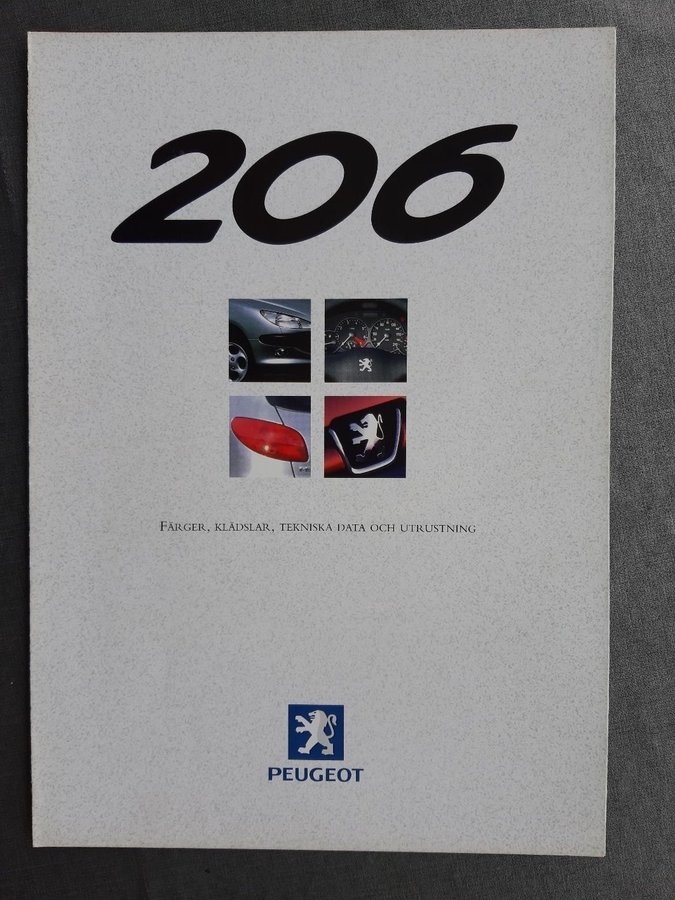 206
FÄRGER, KLÄDSLAR, TEKNISKA DATA OCH UTRUSTNING
PEUGEOT